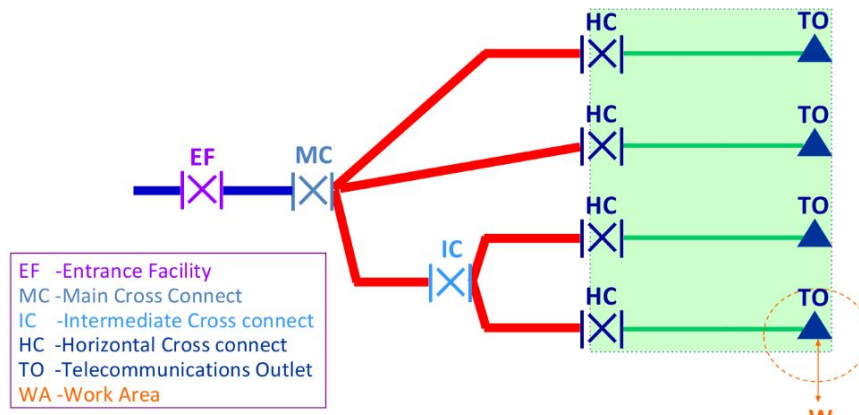 HC
TO
HC
TO
EF
MC
HC
TO
IC
HC
TO
EF -Entrance Facility
MC -Main Cross Connect
IC -Intermediate Cross connect
HC -Horizontal Cross connect
TO -Telecommunications Outlet
WA -Work Area